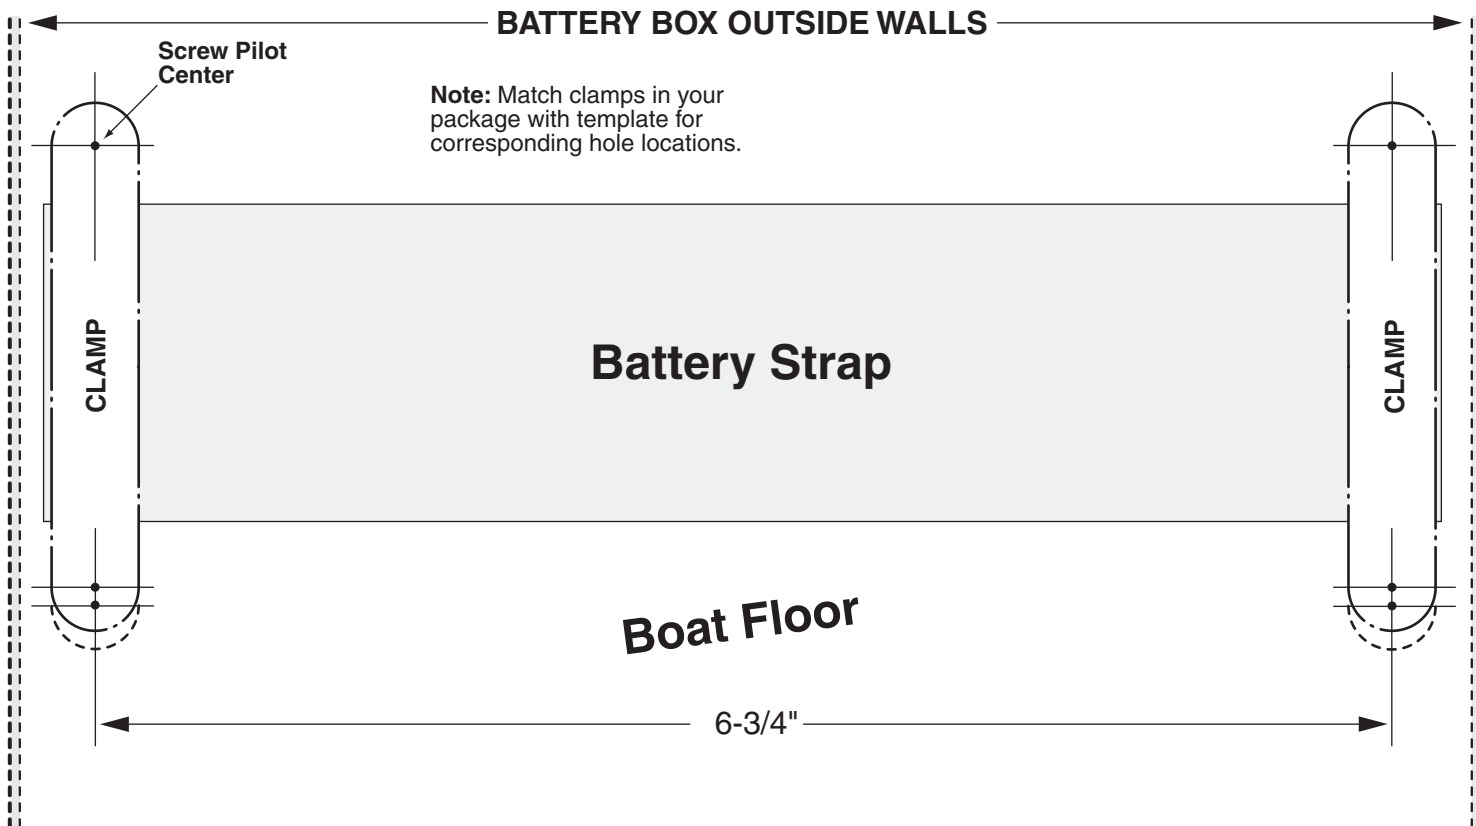 BATTERY BOX OUTSIDE WALLS
Screw Pilot
Center
Note: Match clamps in your
package with template for
corresponding hole locations.
CLAMP
Battery Strap
CLAMP
Boat Floor
6-3/4"